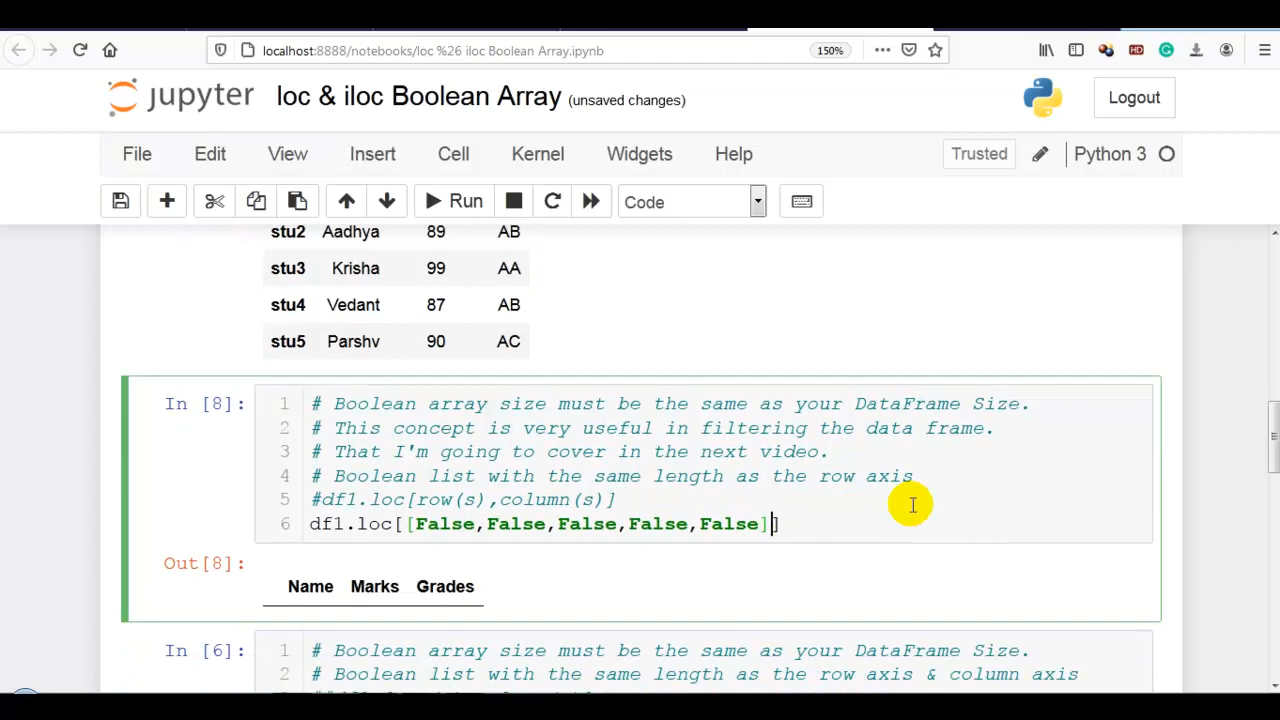 localhost:8888/notebooks/loc %26 iloc Boolean Array.ipynb
150%
HD
jupyter
loc & iloc Boolean Array (unsaved changes)
Logout
File Edit View Insert Cell Kernel Widgets Help
Trusted
Python 3
Run
Code
stu2 Aadhya 89 AB
stu3 Krisha 99 AA
stu4 Vedant 87 AB
stu5 Parshv 90 AC
In [8]:
1 # Boolean array size must be the same as your DataFrame Size.
2 # This concept is very useful in filtering the data frame.
3 # That I'm going to cover in the next video.
4 # Boolean list with the same length as the row axis
5 #df1.loc[row(s),column(s)]
6 df1.loc[[False,False,False,False,False]]
Out[8]:
Name Marks Grades
In [6]:
1 # Boolean array size must be the same as your DataFrame Size.
2 # Boolean list with the same length as the row axis & column axis